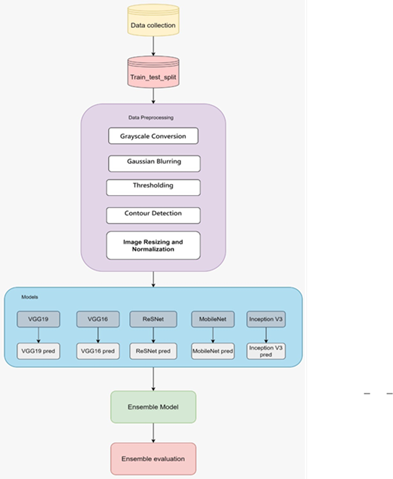 Data collection
Train_test_split
Data Preprocessing
Grayscale Conversion
Gaussian Blurring
Thresholding
Contour Detection
Image Resizing and
Normalization
Models
VGG19
VGG16
ReSNet
MobileNet
Inception V3
VGG19 pred
VGG16 pred
ReSNet pred
MobileNet pred
Inception V3
pred
Ensemble Model
Ensemble evaluation